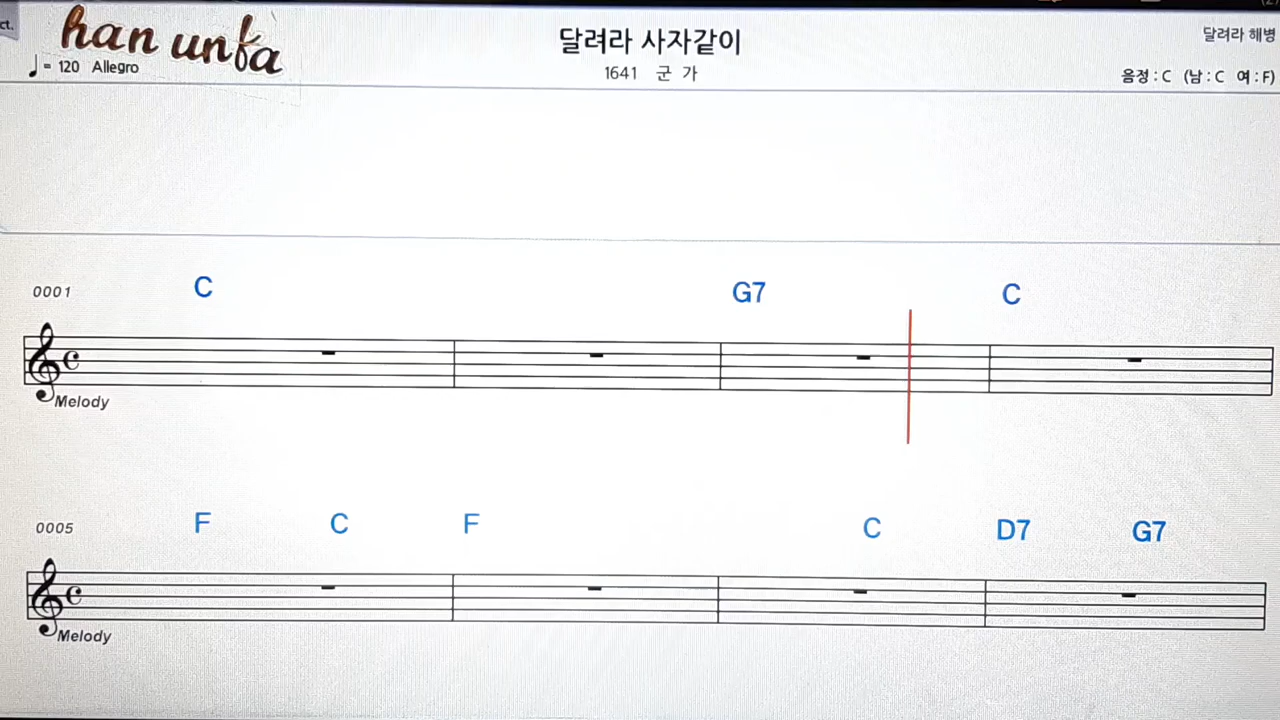 ct.
han unfa
♩= 120 Allegro
달려라 사자같이
1641 군 가
달려라 해병
음정 : C (남 : C 여 : F)
0001 C G7 C
Melody
0005 F C F C D7 G7
Melody